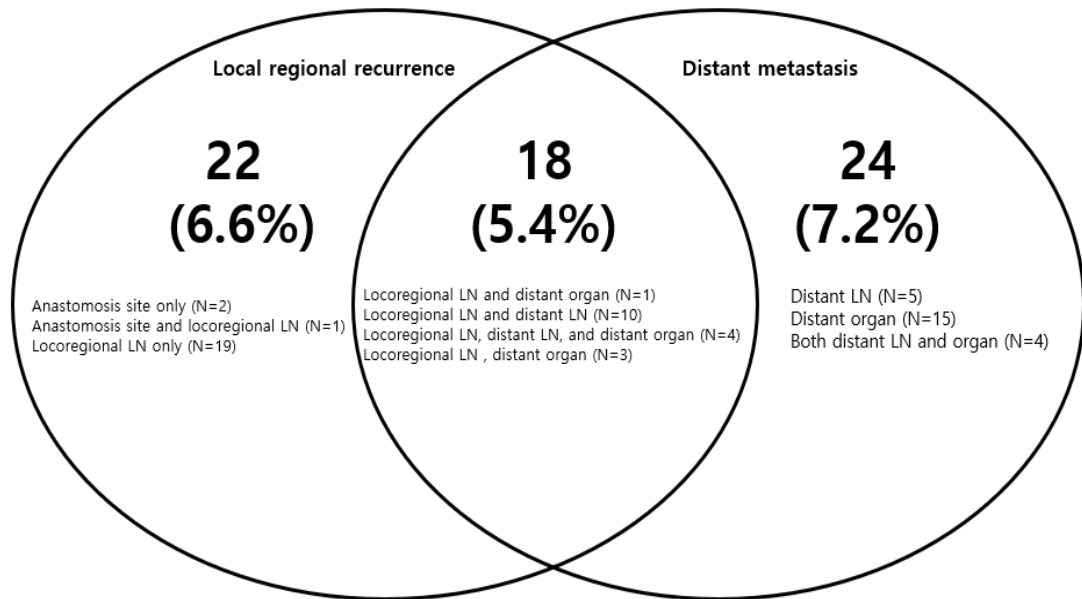 Local regional recurrence
22
(6.6%)
Anastomosis site only (N=2)
Anastomosis site and locoregional LN (N=1)
Locoregional LN only (N=19)
18
(5.4%)
Locoregional LN and distant organ (N=1)
Locoregional LN and distant LN (N=10)
Locoregional LN, distant LN, and distant organ (N=4)
Locoregional LN , distant organ (N=3)
Distant metastasis
24
(7.2%)
Distant LN (N=5)
Distant organ (N=15)
Both distant LN and organ (N=4)